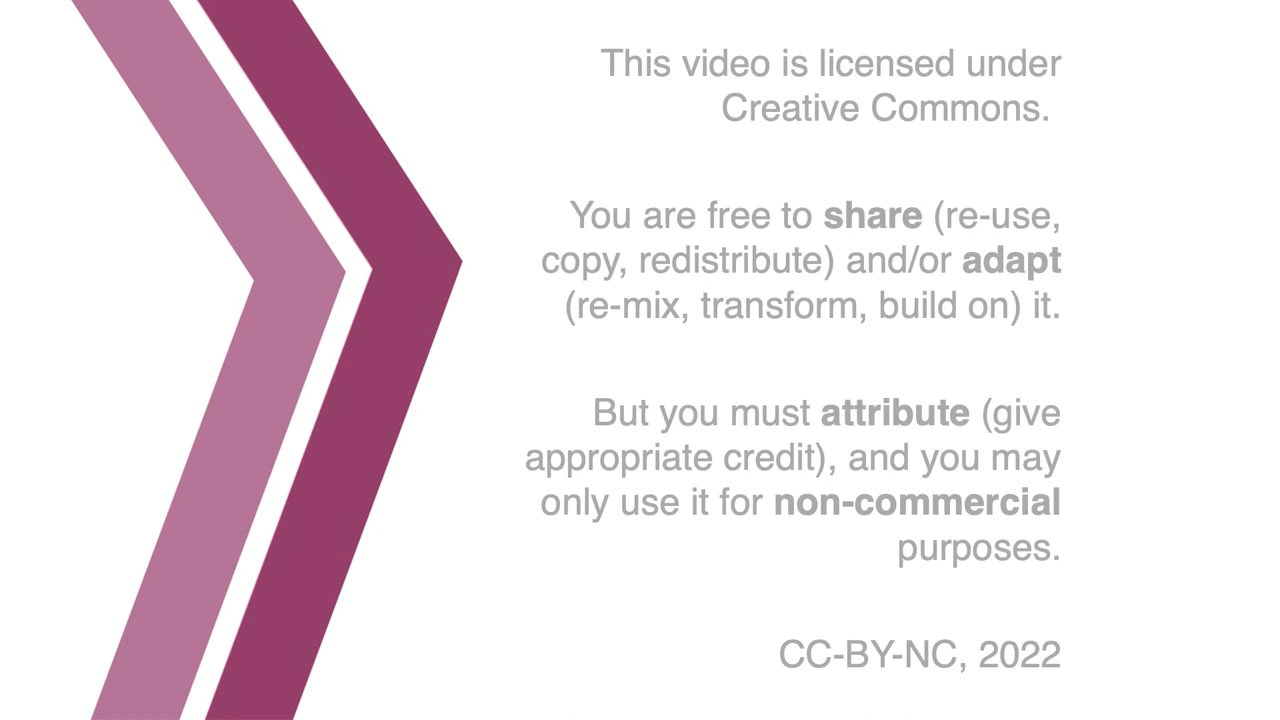 This video is licensed under
Creative Commons.
You are free to share (re-use,
copy, redistribute) and/or adapt
(re-mix, transform, build on) it.
But you must attribute (give
appropriate credit), and you may
only use it for non-commercial
purposes.
CC-BY-NC, 2022